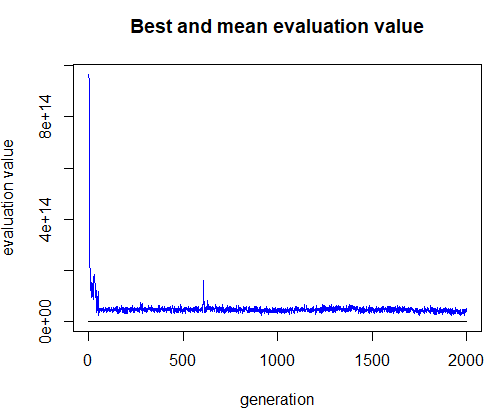 Best and mean evaluation value
evaluation value
8e+14
4e+14
0e+00
0 500 1000 1500 2000
generation